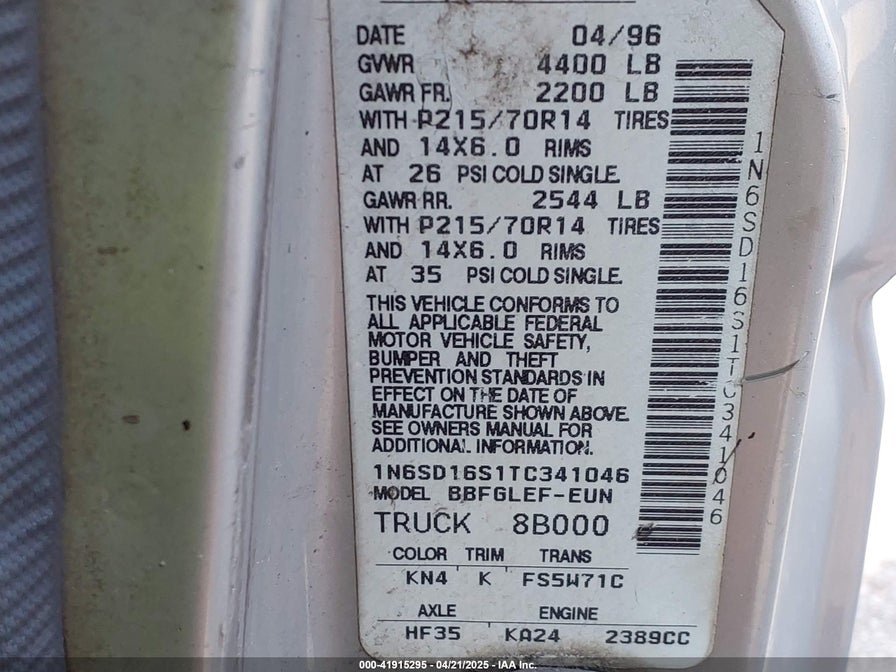 DATE 04/96
GVWR 4400 LB
GAWR FR. 2200 LB
WITH P215/70R14 TIRES
AND 14X6.0 RIMS
AT 26 PSI COLD SINGLE.
GAWR RR. 2544 LB
WITH P215/70R14 TIRES
AND 14X6.0 RIMS
AT 35 PSI COLD SINGLE.
THIS VEHICLE CONFORMS TO
ALL APPLICABLE FEDERAL
MOTOR VEHICLE SAFETY,
BUMPER AND THEFT
PREVENTION STANDARDS IN
EFFECT ON THE DATE OF
MANUFACTURE SHOWN ABOVE.
SEE OWNERS MANUAL FOR
ADDITIONAL INFORMATION.
1N6SD16S1TC341046
MODEL BBFGLEF-EUN
TRUCK 8B000
COLOR TRIM TRANS
KN4 K FS5W71C
AXLE ENGINE
HF35 KA24 2389CC
1N6SD16S1TC341046
000-41915295 - 04/21/2025 - IAA Inc.